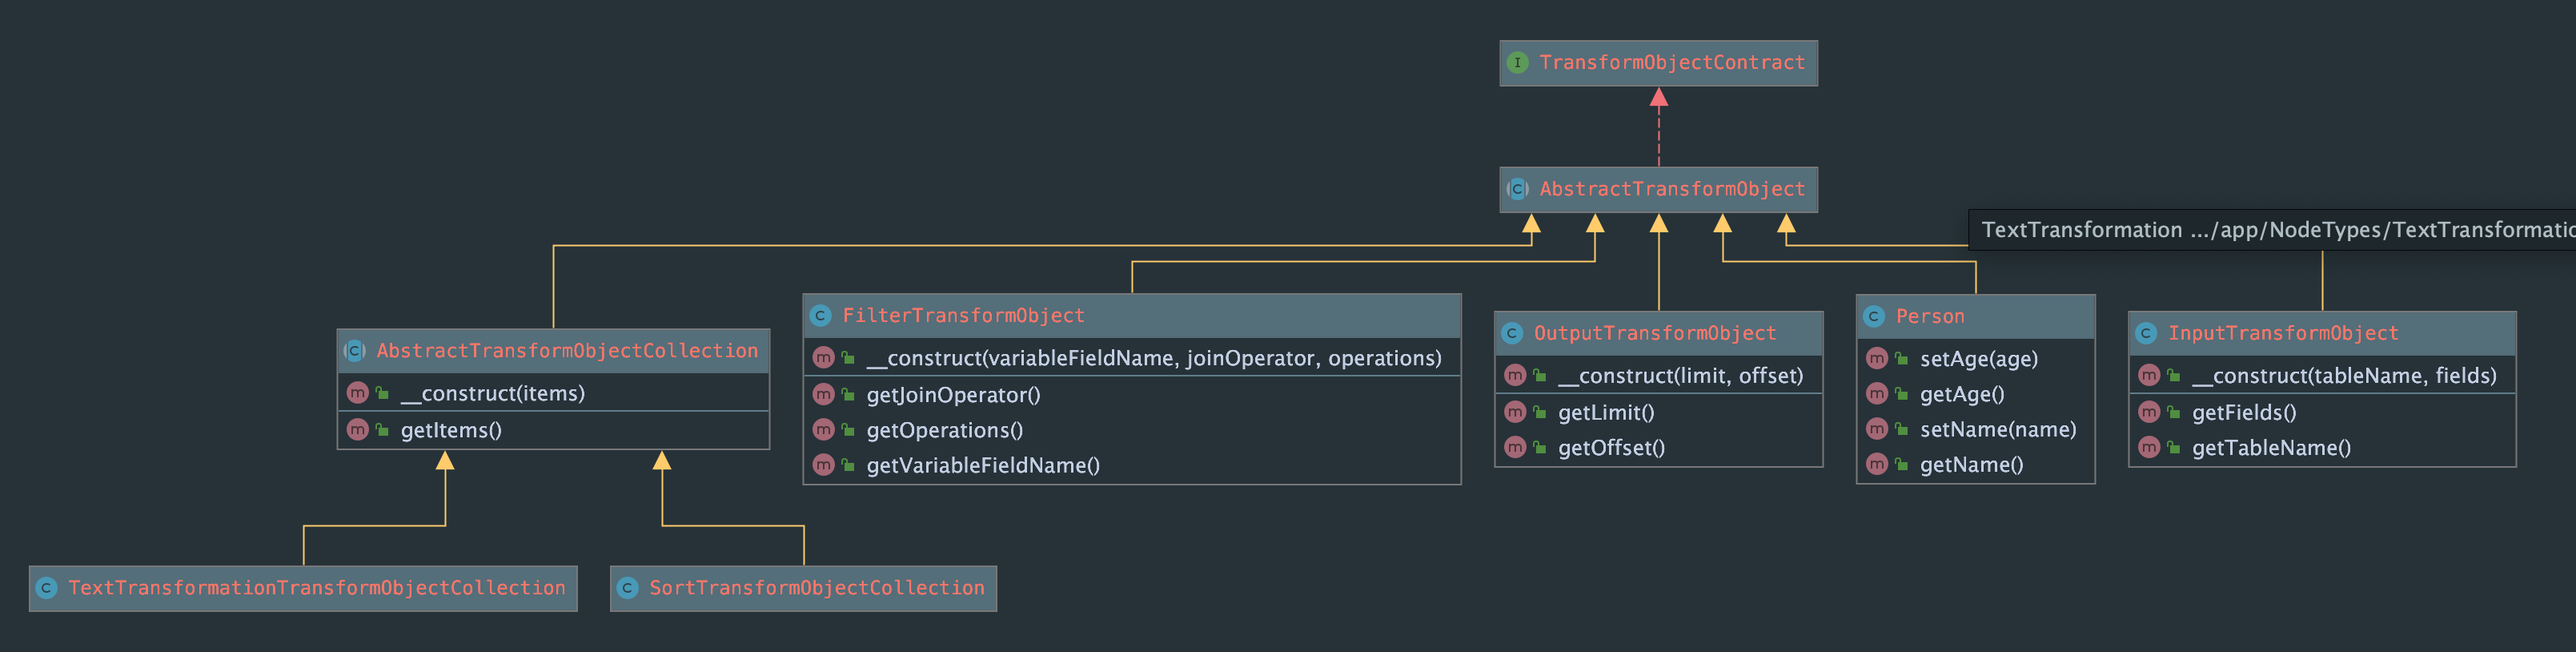 TransformObjectContract
AbstractTransformObject
TextTransformation .../app/NodeTypes/TextTransformatio
AbstractTransformObjectCollection
__construct(items)
getItems()
FilterTransformObject
__construct(variableFieldName, joinOperator, operations)
getJoinOperator()
getOperations()
getVariableFieldName()
OutputTransformObject
__construct(limit, offset)
getLimit()
getOffset()
Person
setAge(age)
getAge()
setName(name)
getName()
InputTransformObject
__construct(tableName, fields)
getFields()
getTableName()
TextTransformationTransformObjectCollection
SortTransformObjectCollection